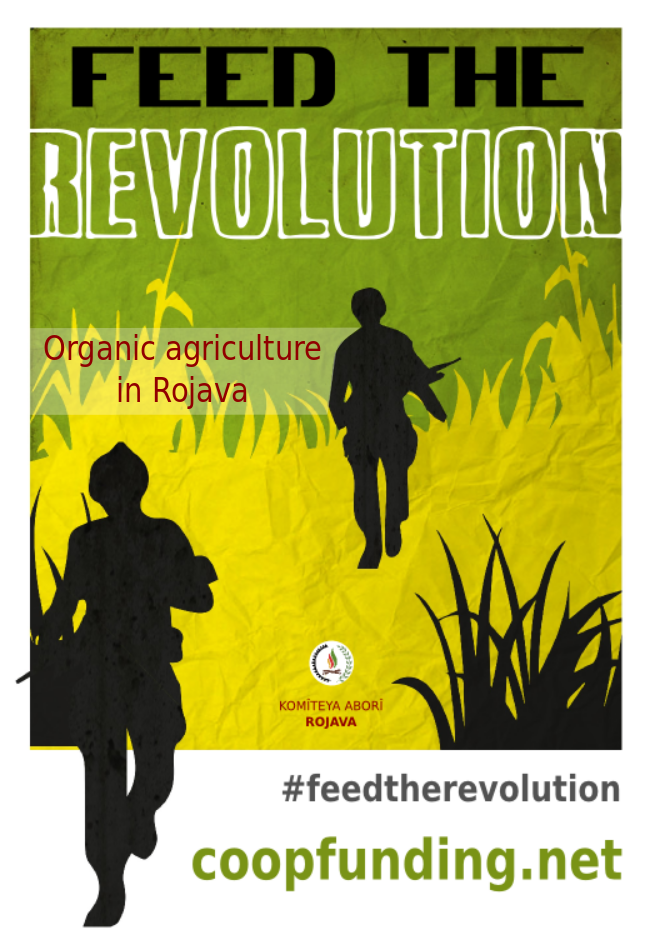 FEED THE
REVOLUTION
Organic agriculture
in Rojava
KOMÎTEYA ABORÎ
ROJAVA
#feedtherevolution
coopfunding.net